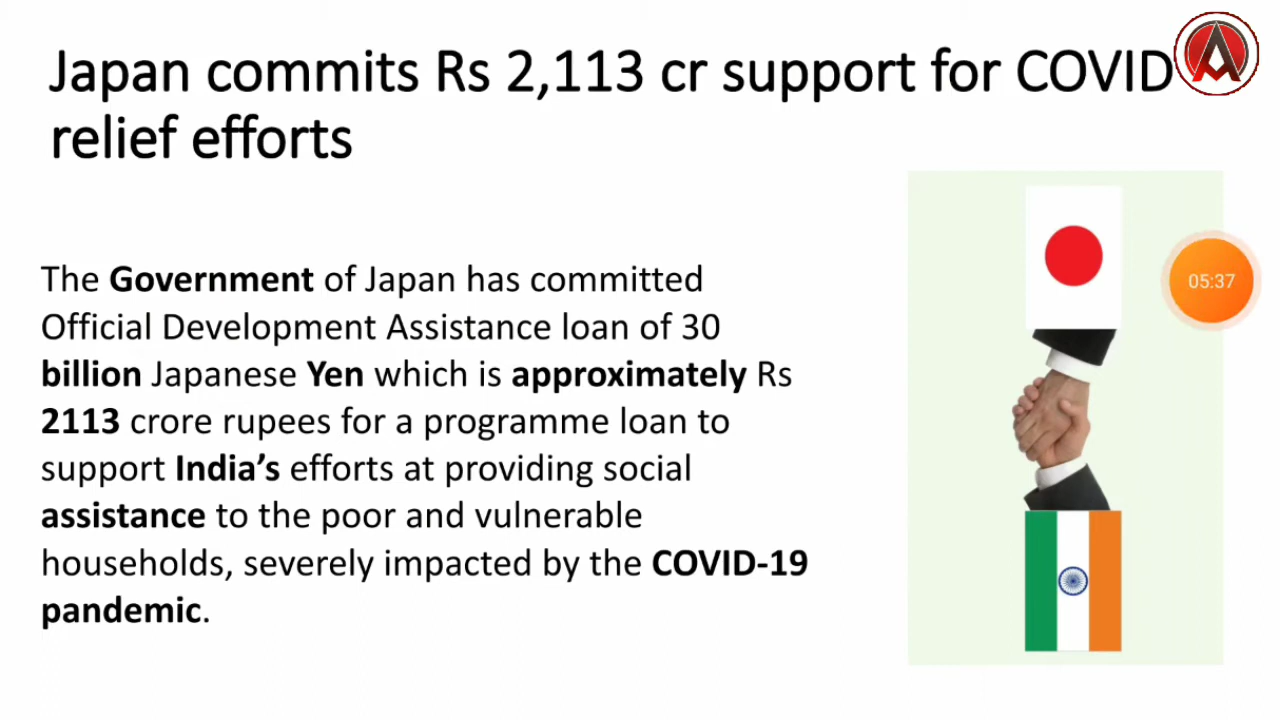 Japan commits Rs 2,113 cr support for COVID
relief efforts
The Government of Japan has committed
Official Development Assistance loan of 30
billion Japanese Yen which is approximately Rs
2113 crore rupees for a programme loan to
support India’s efforts at providing social
assistance to the poor and vulnerable
households, severely impacted by the COVID-19
pandemic.
05:37